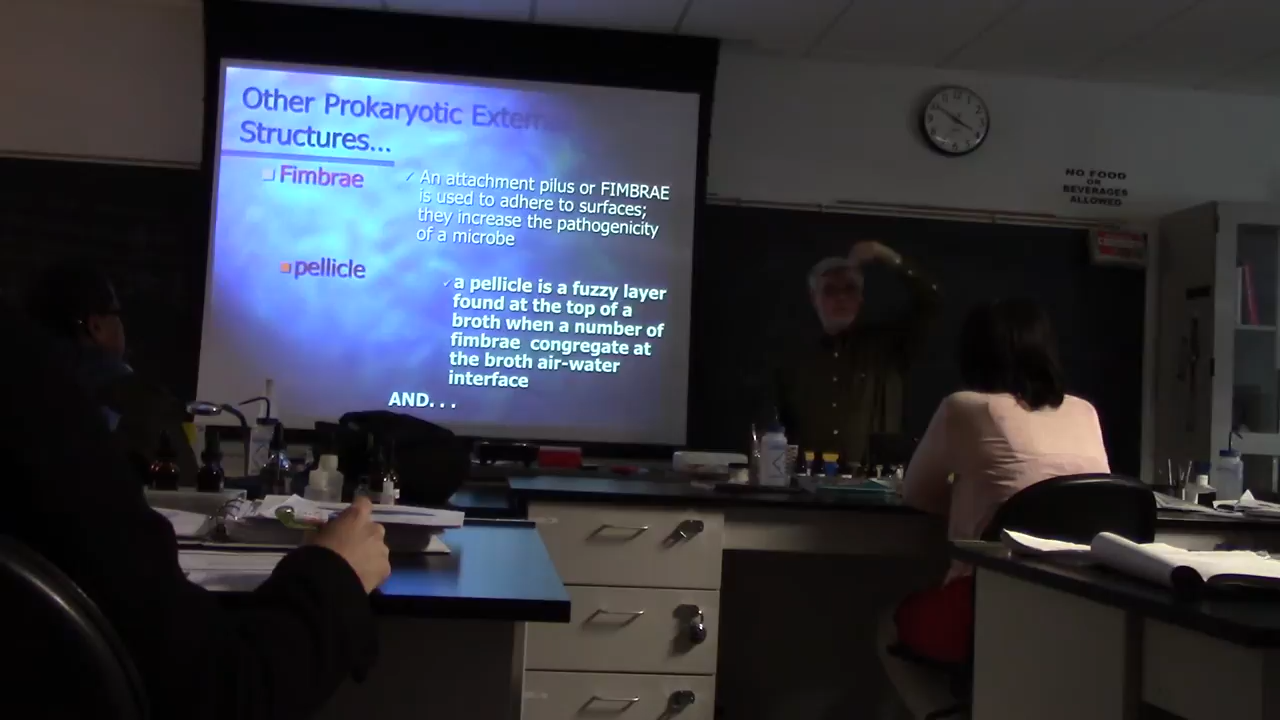 Other Prokaryotic Extern...
Structures...
Fimbrae
✓ An attachment pilus or FIMBRAE
is used to adhere to surfaces;
they increase the pathogenicity
of a microbe
pellicle
✓ a pellicle is a fuzzy layer
found at the top of a
broth when a number of
fimbrae congregate at
the broth air-water
interface
AND...
NO FOOD
OR
BEVERAGES
ALLOWED